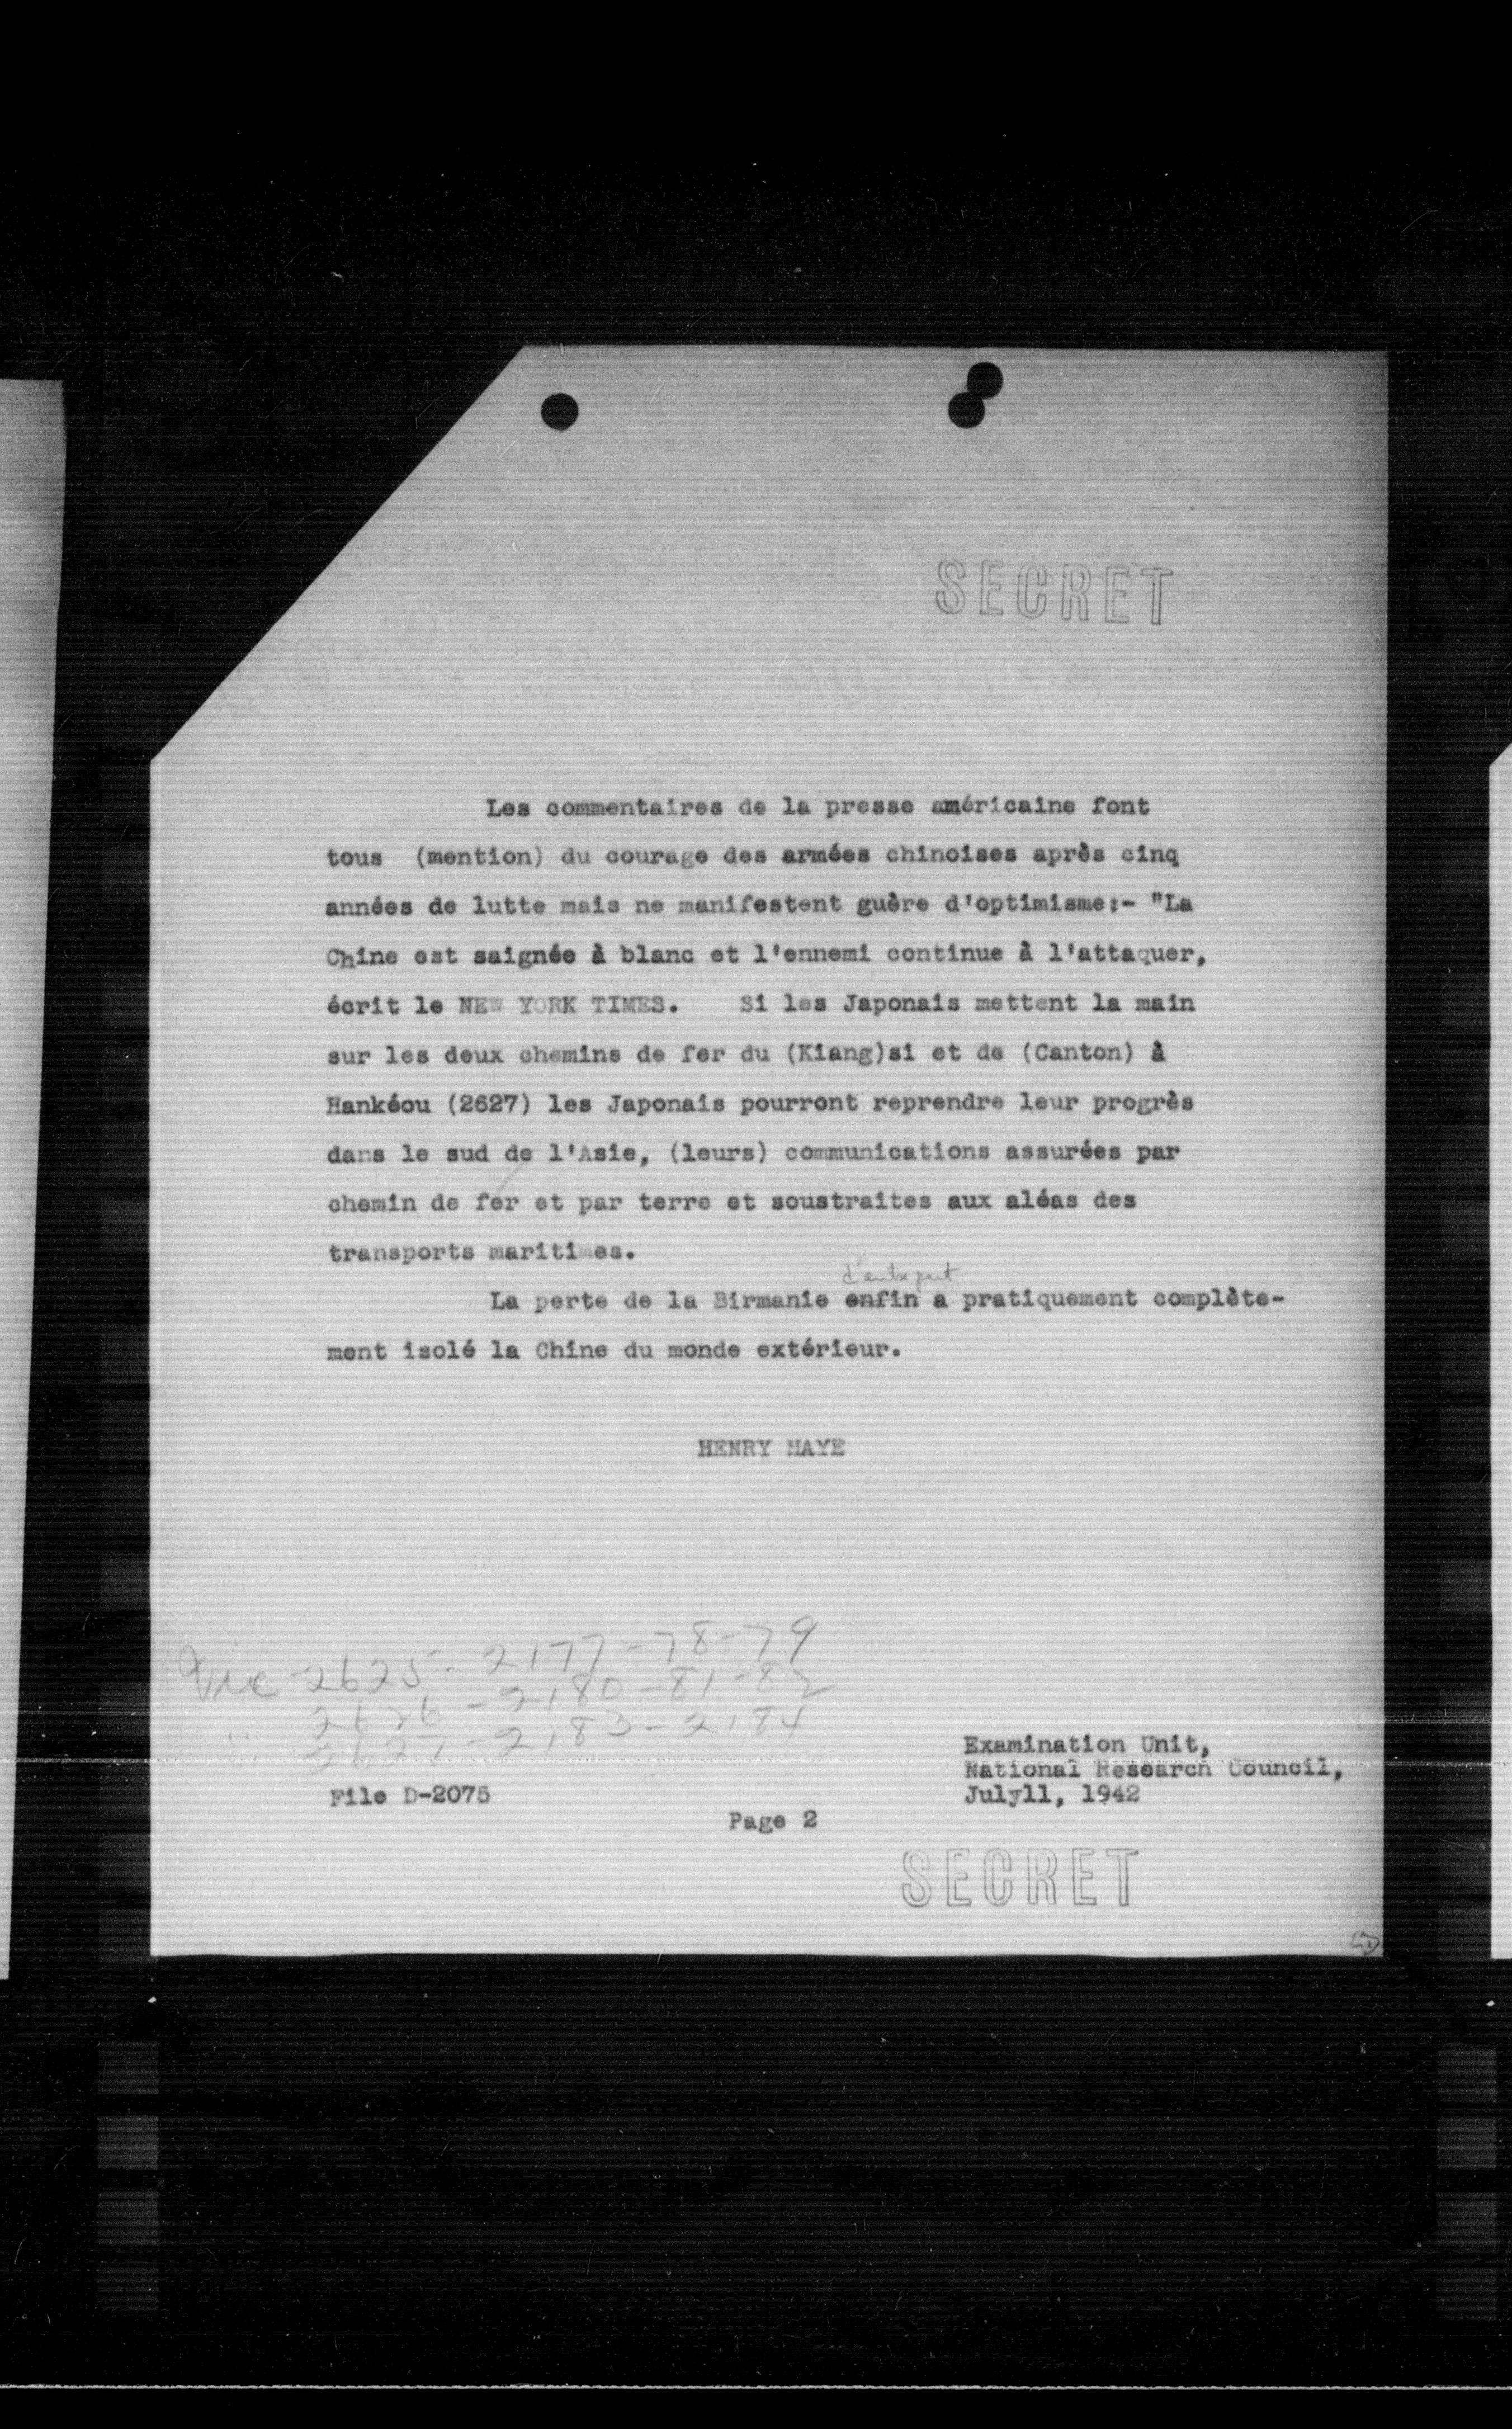 SECRET
Les commentaires de la presse américaine font
tous (mention) du courage des armées chinoises après cinq
années de lutte mais ne manifestent guère d'optimisme:- "La
Chine est saignée à blanc et l'ennemi continue à l'attaquer,
écrit le NEW YORK TIMES. Si les Japonais mettent la main
sur les deux chemins de fer du (Kiang)si et de (Canton) à
Hankéou (2627) les Japonais pourront reprendre leur progrès
dans le sud de l'Asie, (leurs) communications assurées par
chemin de fer et par terre et soustraites aux aléas des
transports maritimes.
d'autre part
La perte de la Birmanie enfin a pratiquement complète-
ment isolé la Chine du monde extérieur.
HENRY HAYE
2625 - 2177-78-79
2626 - 2180-81-82
" 2627 - 2183-2184
Examination Unit,
National Research Council,
File D-2075
July11, 1942
Page 2
SECRET